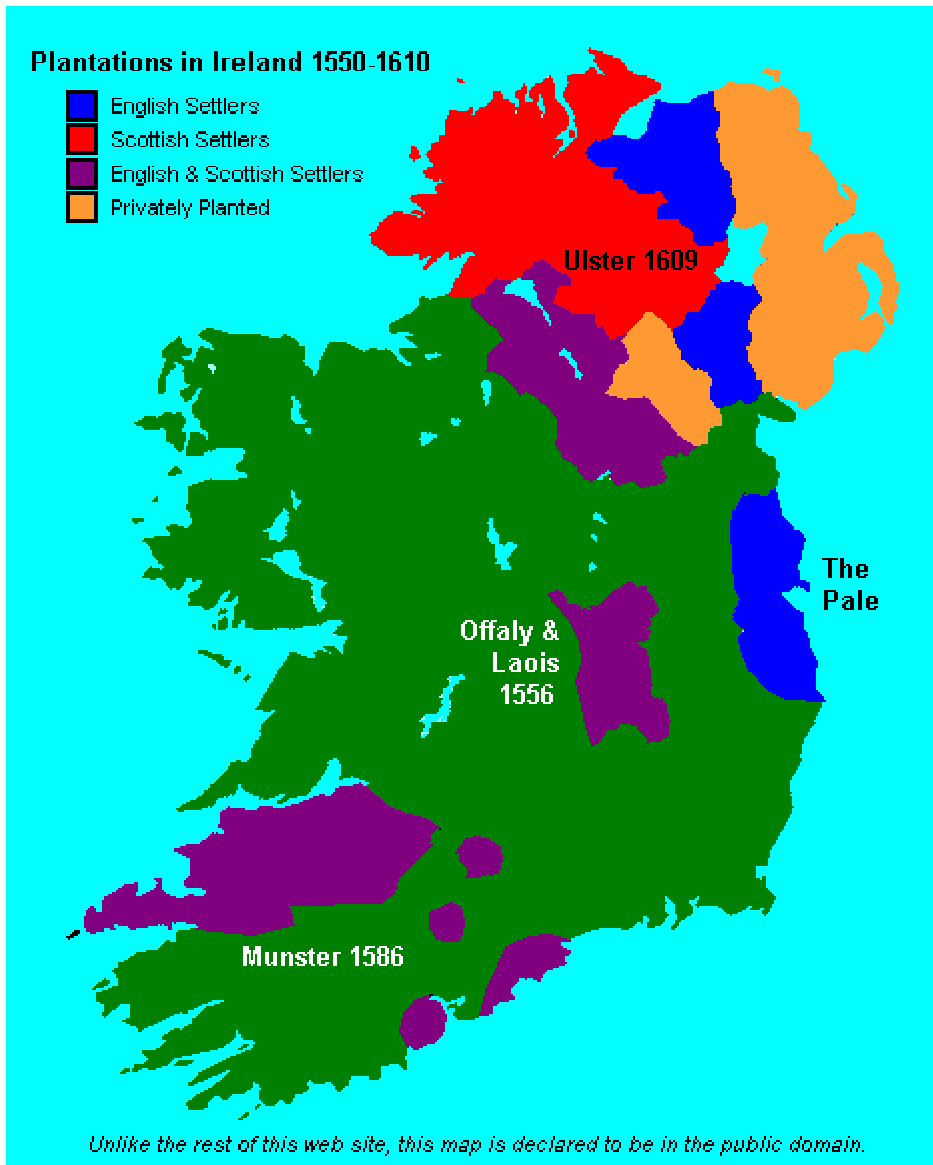 Plantations in Ireland 1550-1610
English Settlers
Scottish Settlers
English & Scottish Settlers
Privately Planted
Ulster 1609
The
Pale
Offaly &
Laois
1556
Munster 1586
Unlike the rest of this web site, this map is declared to be in the public domain.